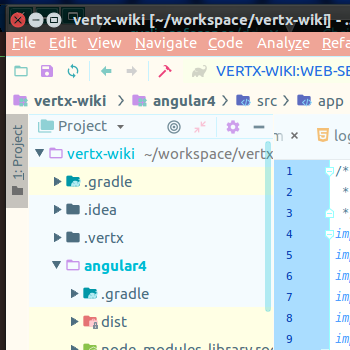 vertx-wiki [~/workspace/vertx-wiki] - ..
File Edit View Navigate Code Analyze Refa
VERTX-WIKI:WEB-SE
vertx-wiki angular4 src app
1: Project
Project
vertx-wiki ~/workspace/vertx
.gradle
.idea
.vertx
angular4
.gradle
dist
node_modules library roo
m × log
1 /*
2 *
3 *
4 imp
5 imp
6 imp
7 imp
8 imp
9 imp